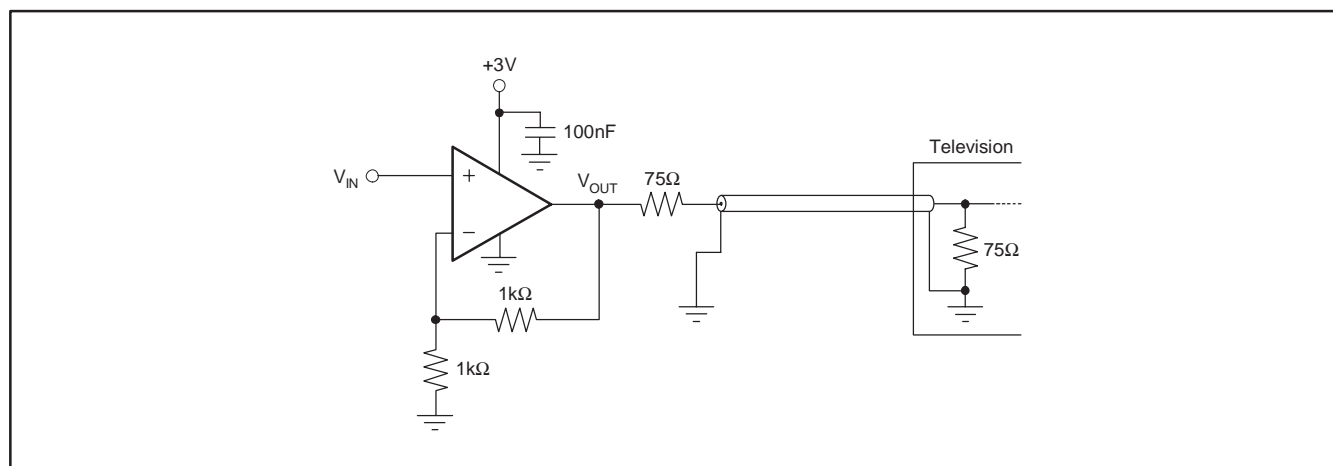 +3V
100nF
Television
V_IN
+
−
V_OUT
75Ω
75Ω
1kΩ
1kΩ